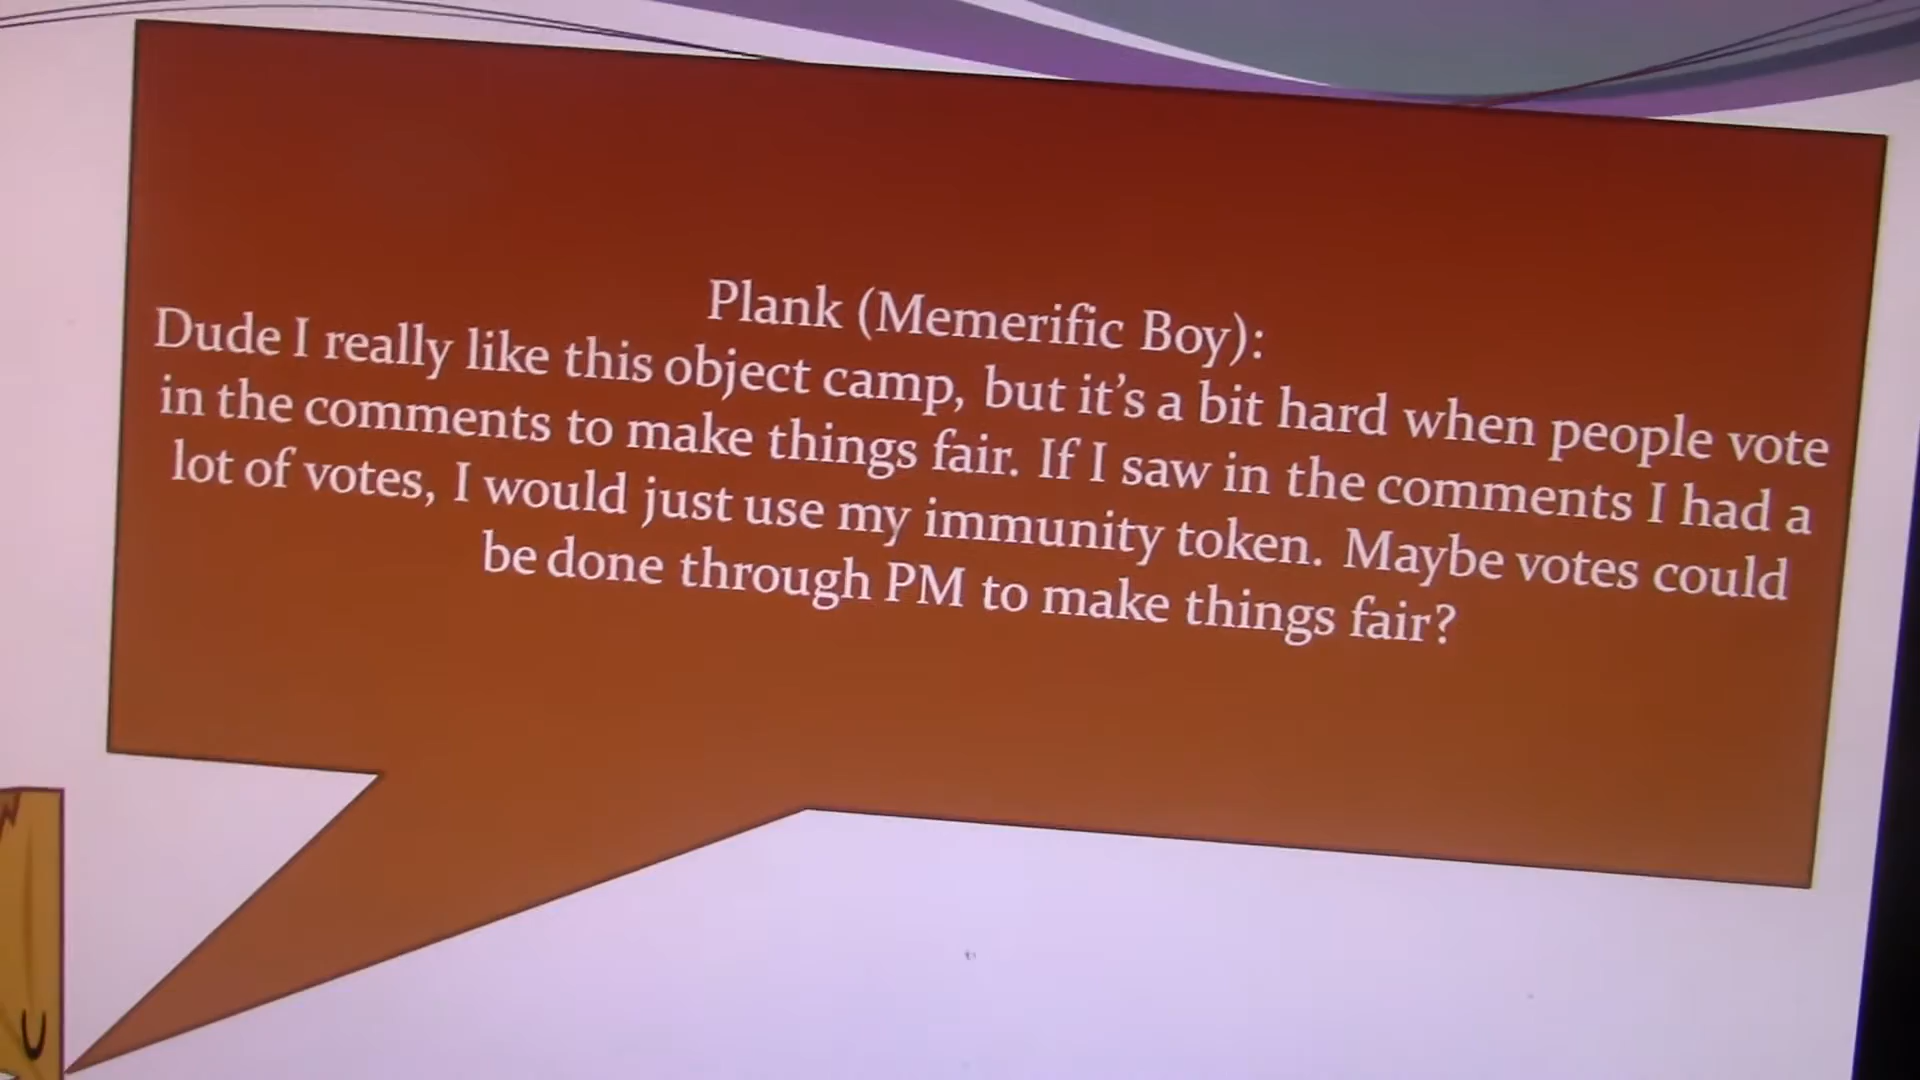 Plank (Memerific Boy):
Dude I really like this object camp, but it's a bit hard when people vote
in the comments to make things fair. If I saw in the comments I had a
lot of votes, I would just use my immunity token. Maybe votes could
be done through PM to make things fair?